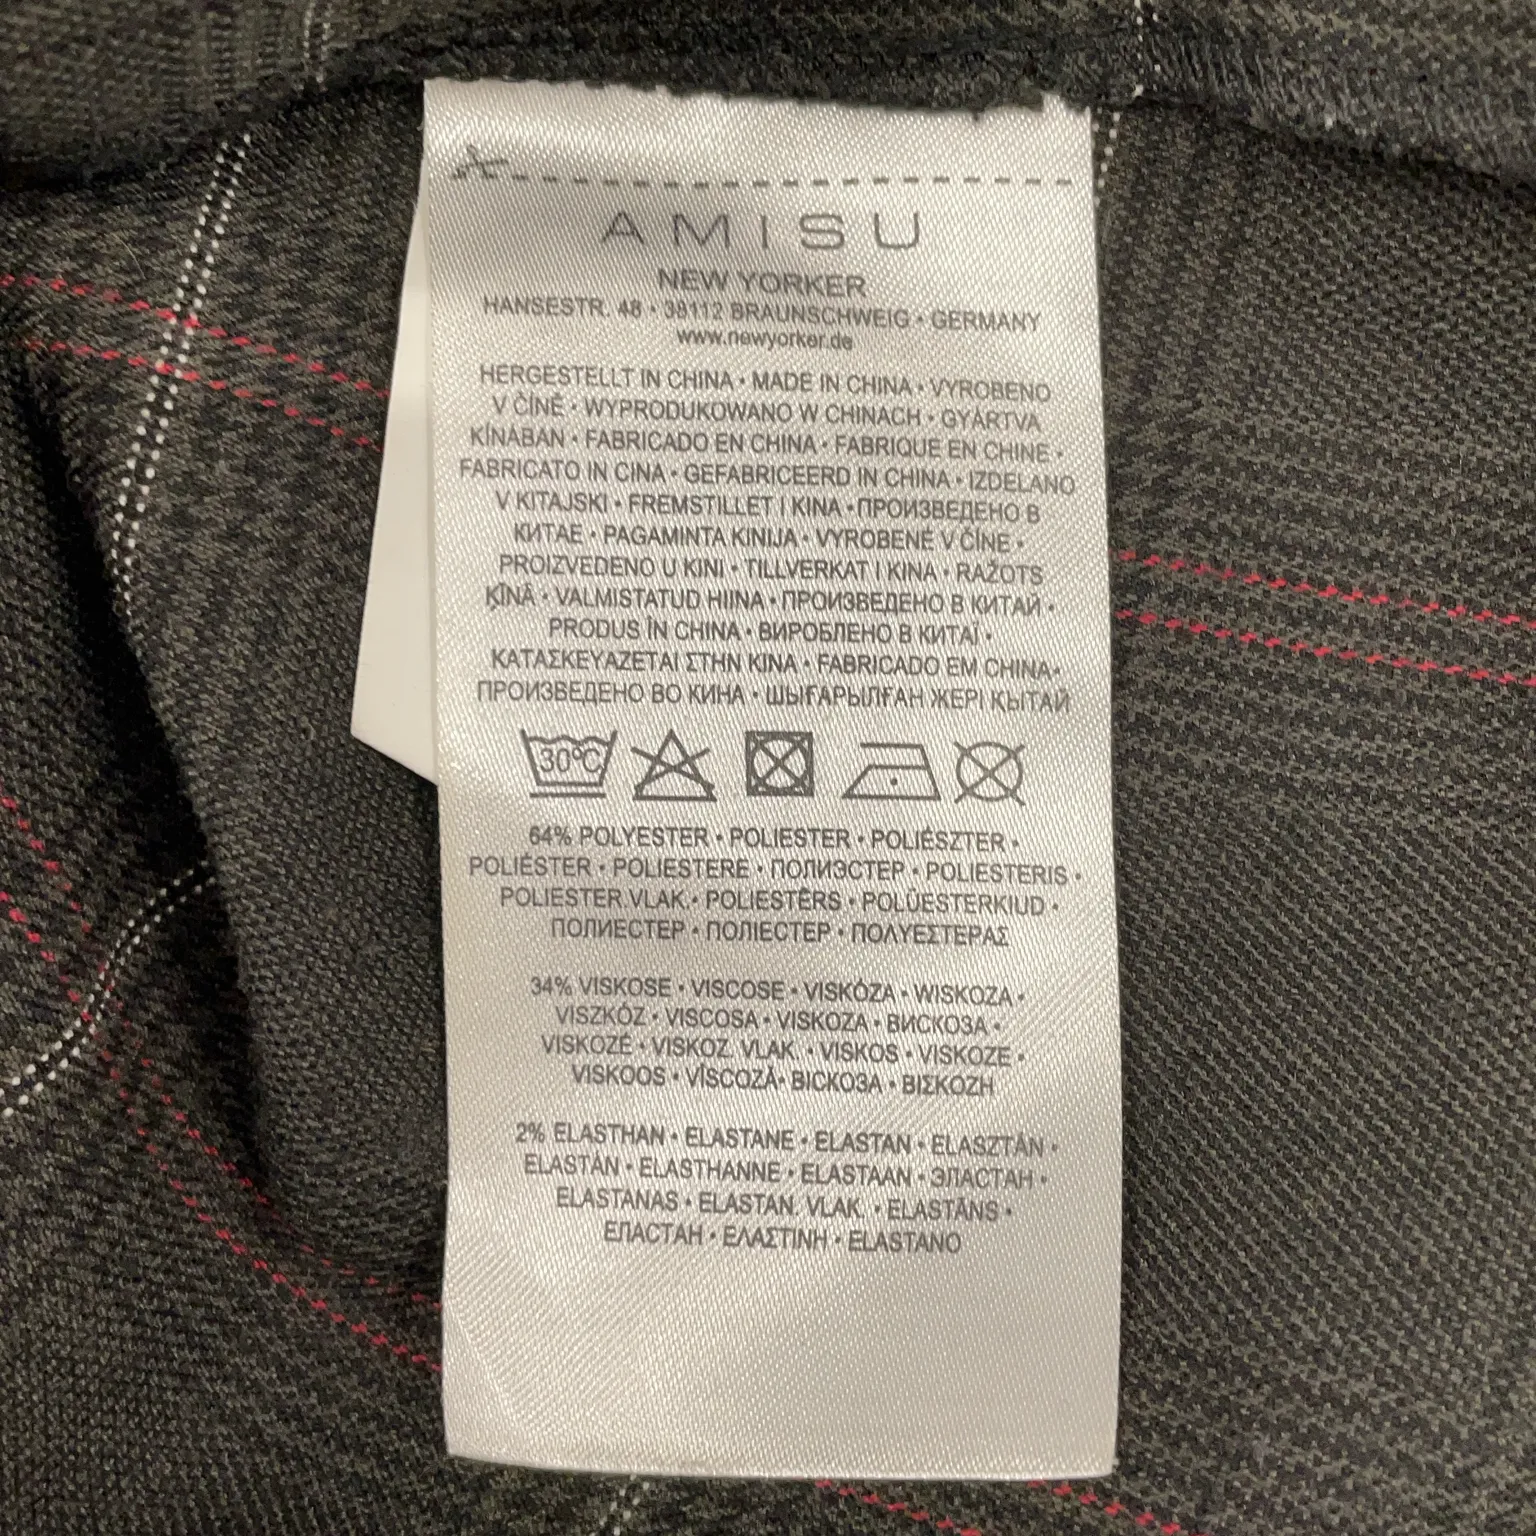 AMISU
NEW YORKER
HANSESTR. 48 • 38112 BRAUNSCHWEIG • GERMANY
www.newyorker.de
HERGESTELLT IN CHINA • MADE IN CHINA • VYROBENO
V ČÍNĚ • WYPRODUKOWANO W CHINACH • GYÁRTVA
KÍNÁBAN • FABRICADO EN CHINA • FABRIQUE EN CHINE •
FABRICATO IN CINA • GEFABRICEERD IN CHINA • IZDELANO
V KITAJSKI • FREMSTILLET I KINA • ПРОИЗВЕДЕНО В
КИТАЕ • PAGAMINTA KINIJA • VYROBENÉ V ČÍNE •
PROIZVEDENO U KINI • TILLVERKAT I KINA • RAŽOTS
ĶĪNĀ • VALMISTATUD HIINA • ПРОИЗВЕДЕНО В КИТАЙ •
PRODUS ÎN CHINA • ВИРОБЛЕНО В КИТАЇ •
ΚΑΤΑΣΚΕΥΑΖΕΤΑΙ ΣΤΗΝ ΚΙΝΑ • FABRICADO EM CHINA •
ПРОИЗВЕДЕНО ВО КИНА • ШЫҒАРЫЛҒАН ЖЕРІ ҚЫТАЙ
30°C
64% POLYESTER • POLIESTER • POLIÉSZTER •
POLIÉSTER • POLIESTERE • ПОЛИЭСТЕР • POLIESTERIS •
POLIESTER.VLAK. • POLIESTĒRS • POLÜESTERKIUD •
ПОЛИЕСТЕР • ПОЛІЕСТЕР • ΠΟΛΥΕΣΤΕΡΑΣ
34% VISKOSE • VISCOSE • VISKÓZA • WISKOZA •
VISZKÓZ • VISCOSA • VISKOZA • ВИСКОЗА •
VISKOZÉ • VISKOZ. VLAK. • VISKOS • VISKOZE •
VISKOOS • VÎSCOZĂ • ВІСКОЗА • ΒΙΣΚΟΖΗ
2% ELASTHAN • ELASTANE • ELASTAN • ELASZTÁN •
ELASTÁN • ELASTHANNE • ELASTAAN • ЭЛАСТАН •
ELASTANAS • ELASTAN. VLAK. • ELASTĀNS •
ЕЛАСТАН • ΕΛΑΣΤΙΝΗ • ELASTANO